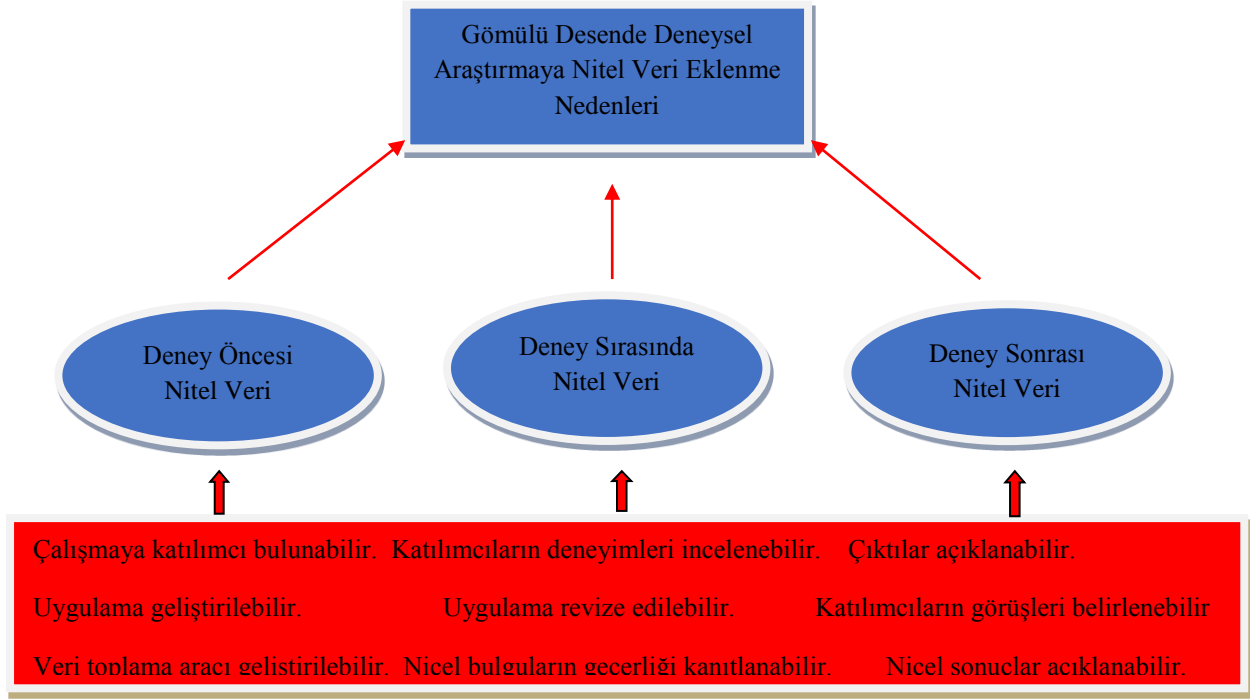 Gömülü Desende Deneysel
Araştırmaya Nitel Veri Eklenme
Nedenleri
Deney Öncesi
Nitel Veri
Deney Sırasında
Nitel Veri
Deney Sonrası
Nitel Veri
Çalışmaya katılımcı bulunabilir. Katılımcıların deneyimleri incelenebilir. Çıktılar açıklanabilir.
Uygulama geliştirilebilir. Uygulama revize edilebilir. Katılımcıların görüşleri belirlenebilir
Veri toplama aracı geliştirilebilir. Nicel bulguların geçerliği kanıtlanabilir. Nicel sonuçlar açıklanabilir.